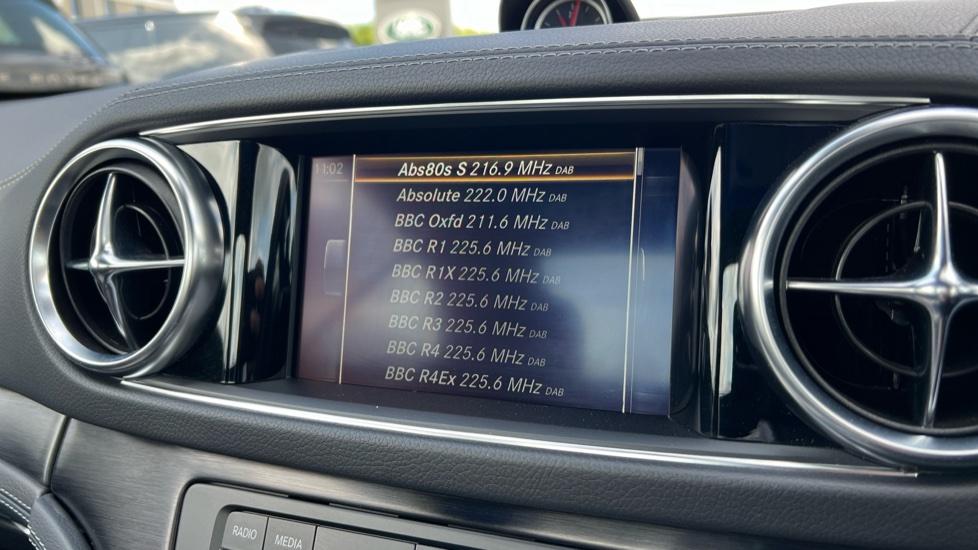 11:02
Abs80s S 216.9 MHz DAB
Absolute 222.0 MHz DAB
BBC Oxfd 211.6 MHz DAB
BBC R1 225.6 MHz DAB
BBC R1X 225.6 MHz DAB
BBC R2 225.6 MHz DAB
BBC R3 225.6 MHz DAB
BBC R4 225.6 MHz DAB
BBC R4Ex 225.6 MHz DAB
RADIO
MEDIA